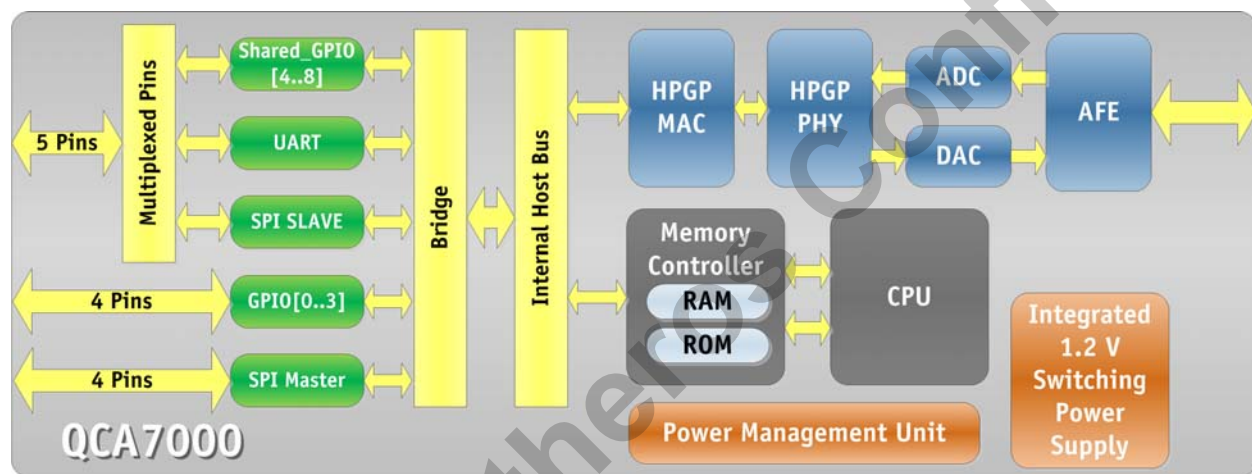 Multiplexed Pins
5 Pins
Shared_GPIO
[4..8]
UART
SPI SLAVE
4 Pins
GPIO[0..3]
4 Pins
SPI Master
Bridge
Internal Host Bus
HPGP
MAC
HPGP
PHY
ADC
DAC
AFE
Memory
Controller
RAM
ROM
CPU
Integrated
1.2 V
Switching
Power
Supply
Power Management Unit
QCA7000